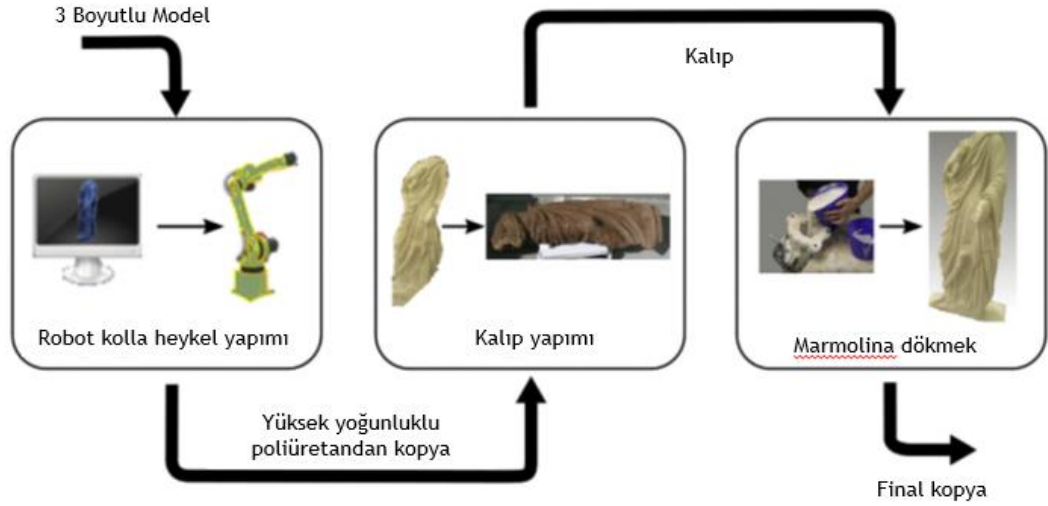 3 Boyutlu Model
Kalıp
Robot kolla heykel yapımı
Kalıp yapımı
Marmolina dökmek
Yüksek yoğunluklu
poliüretandan kopya
Final kopya